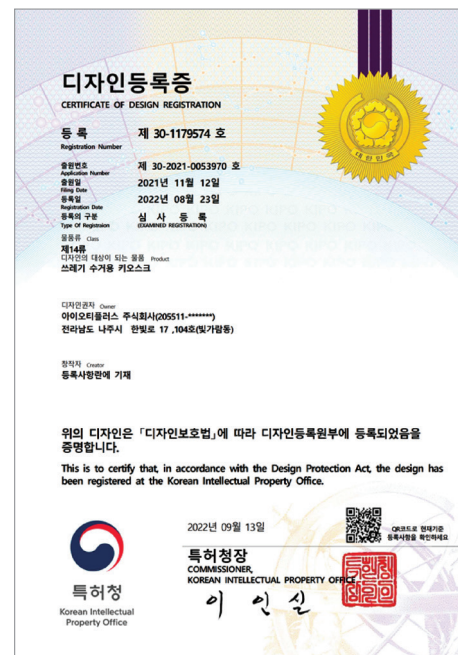 디자인등록증
CERTIFICATE OF DESIGN REGISTRATION
등 록 제 30-1179574 호
Registration Number
출원번호 제 30-2021-0053970 호
Application Number
출원일 2021년 11월 12일
Filing Date
등록일 2022년 08월 23일
Registration Date
등록의 구분 심 사 등 록
Type Of Registraion (EXAMINED REGISTRATION)
물품류 Class
제14류
디자인의 대상이 되는 물품 Product
쓰레기 수거용 키오스크
디자인권자 Owner
아이오티플러스 주식회사(205511-*******)
전라남도 나주시 한빛로 17 ,104호(빛가람동)
창작자 Creator
등록사항란에 기재
위의 디자인은 「디자인보호법」에 따라 디자인등록원부에 등록되었음을
증명합니다.
This is to certify that, in accordance with the Design Protection Act, the design has
been registered at the Korean Intellectual Property Office.
2022년 09월 13일
QR코드로 현재기준
등록사항을 확인하세요
특허청장
COMMISSIONER,
KOREAN INTELLECTUAL PROPERTY OFFICE
이 인 실
특허청
Korean Intellectual
Property Office
대한민국